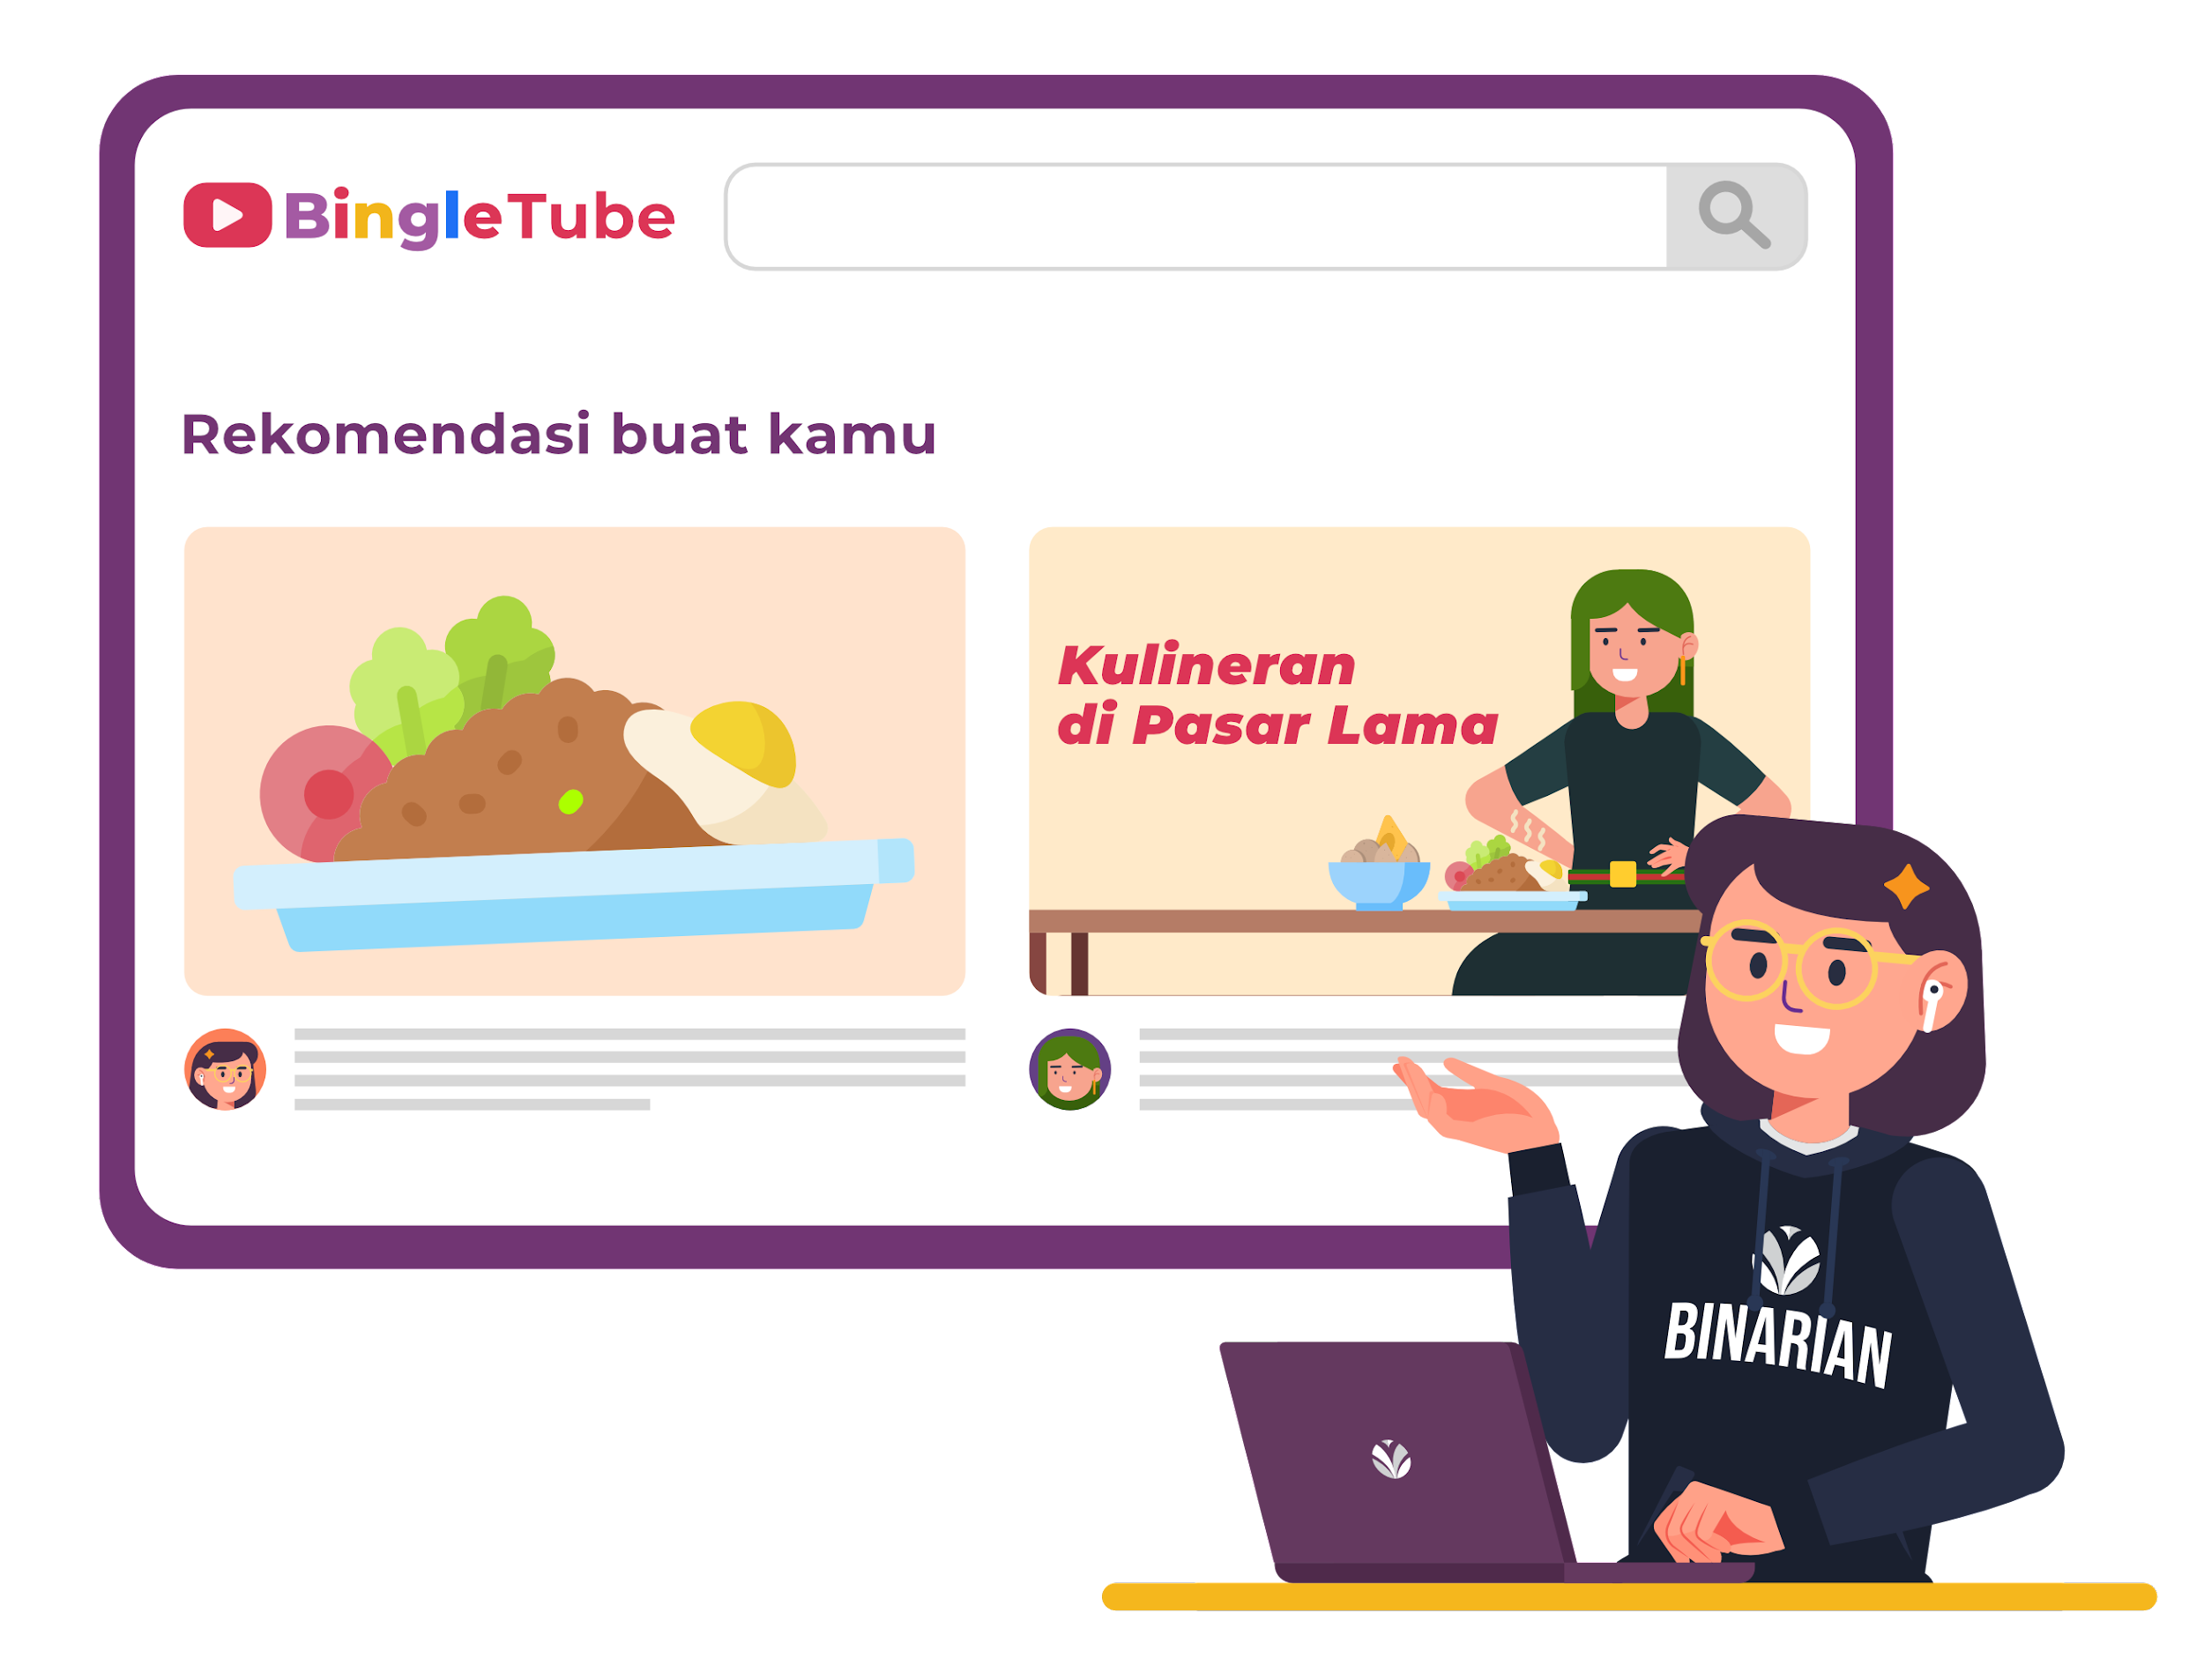 BingleTube
Rekomendasi buat kamu
Kulineran
di Pasar Lama
BINARIAN